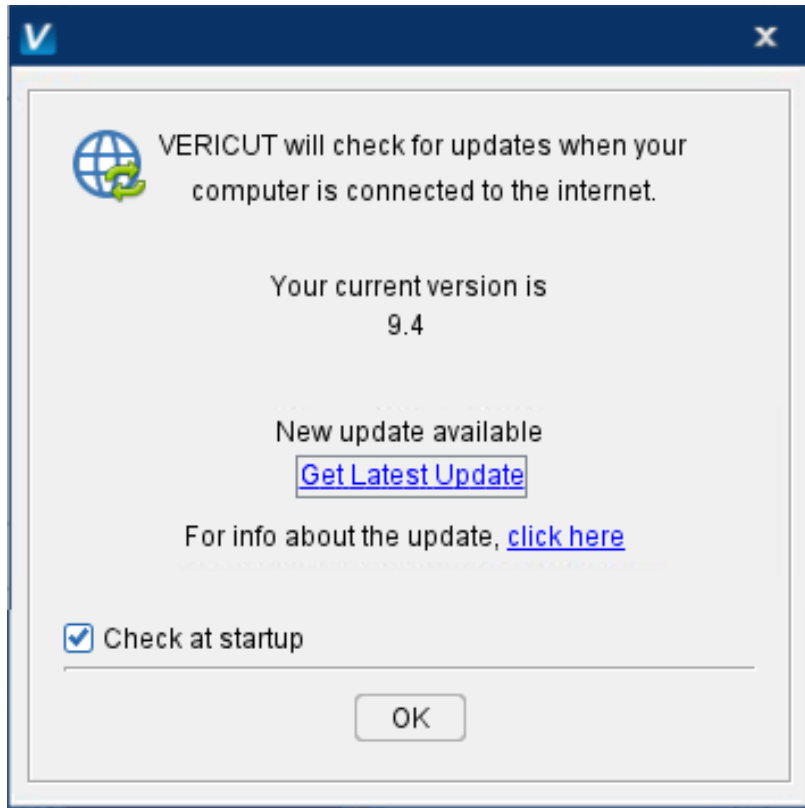 V
x
VERICUT will check for updates when your
computer is connected to the internet.
Your current version is
9.4
New update available
Get Latest Update
For info about the update, click here
Check at startup
OK